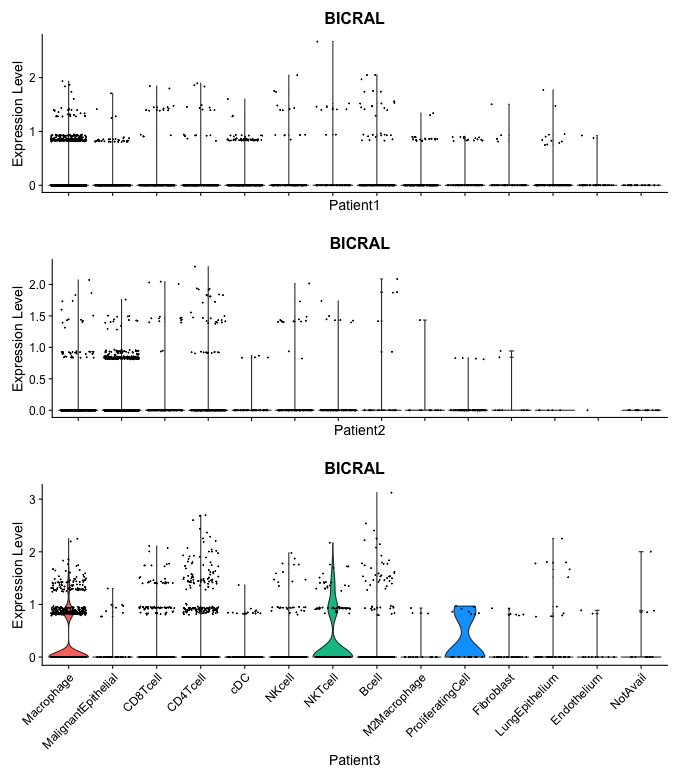 BICRAL
Expression Level
2
1
0
Patient1
BICRAL
Expression Level
2.0
1.5
1.0
0.5
0.0
Patient2
BICRAL
Expression Level
3
2
1
0
Macrophage
MalignantEpithelial
CD8Tcell
CD4Tcell
cDC
NKcell
NKTcell
Bcell
M2Macrophage
ProliferatingCell
Fibroblast
LungEpithelium
Endothelium
NotAvail
Patient3